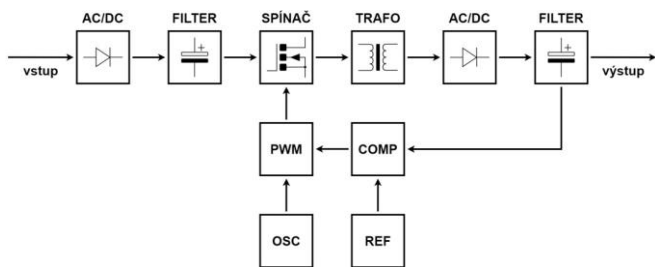 AC/DC FILTER SPÍNAČ TRAFO AC/DC FILTER
+ +
vstup výstup
PWM COMP
OSC REF